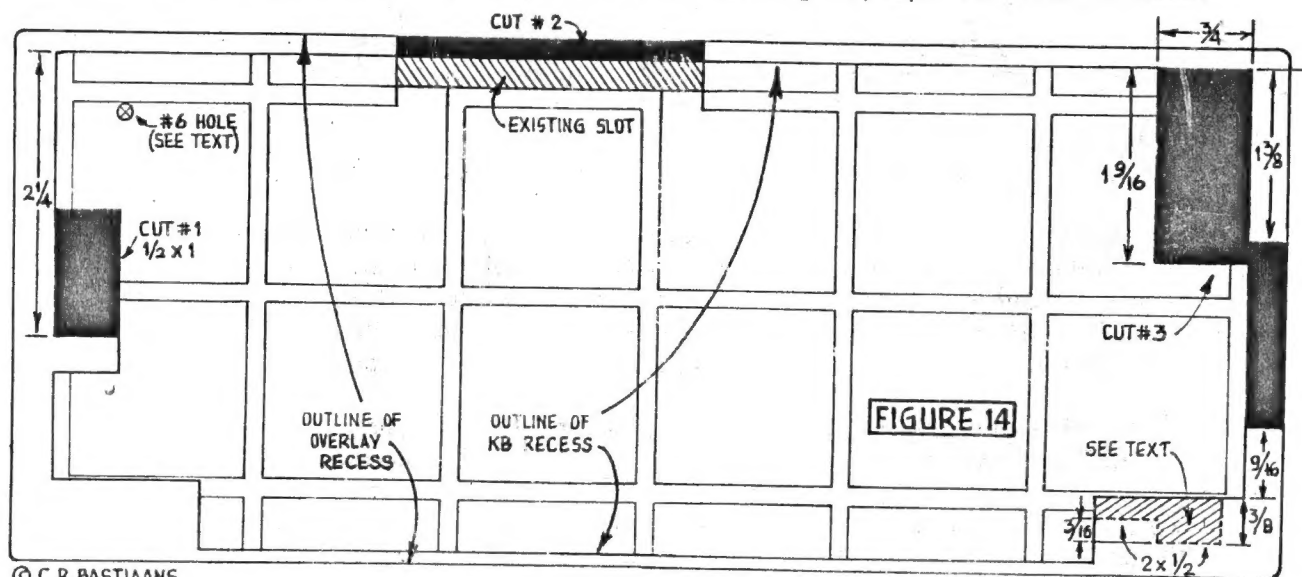 CUT # 2
3/4
#6 HOLE
(SEE TEXT)
EXISTING SLOT
2 1/4
1 9/16
1 3/8
CUT #1
1/2 X 1
CUT #.3
OUTLINE OF
OVERLAY
RECESS
OUTLINE OF
KB RECESS
FIGURE 14
SEE TEXT
9/16
3/16
3/8
2 x 1/2
© C.R. BASTIAANS